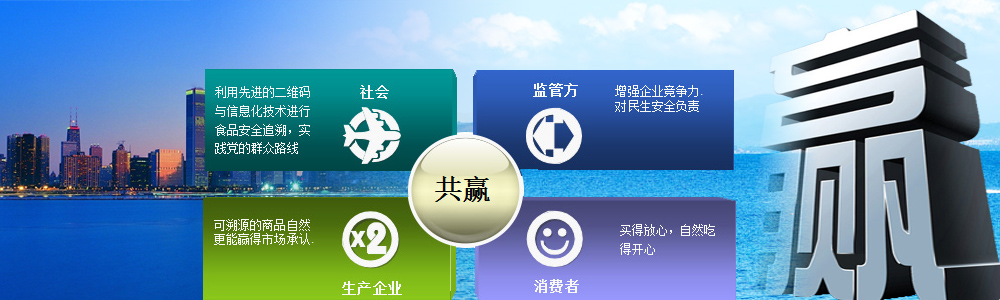 利用先进的二维码
与信息化技术进行
食品安全追溯，实
践党的群众路线
社会
监管方
增强企业竞争力.
对民生安全负责
共赢
可溯源的商品自然
更能赢得市场承认.
x2
生产企业
买得放心，自然吃
得开心
消费者
赢